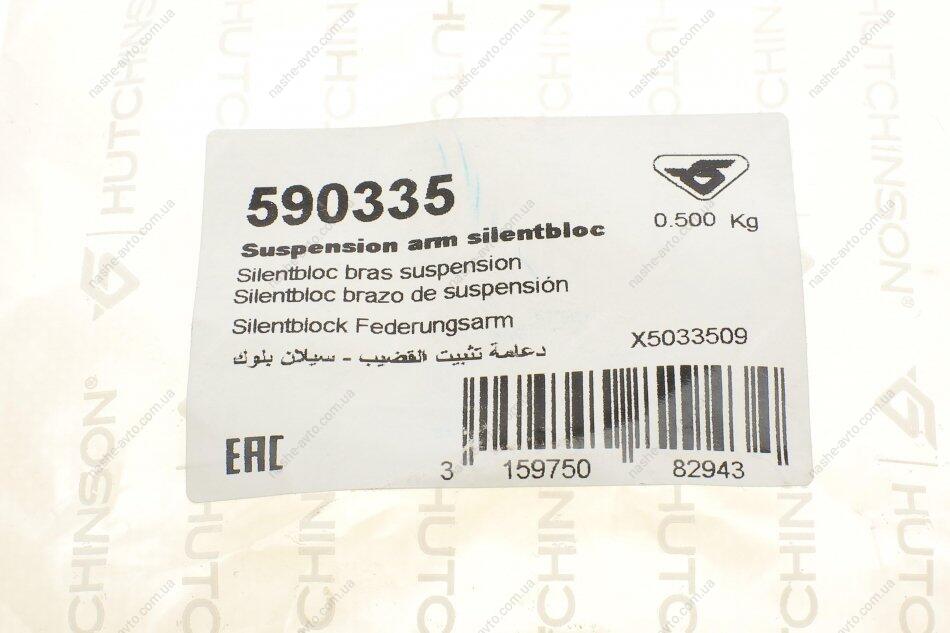 590335
0.500 Kg
Suspension arm silentbloc
Silentbloc bras suspension
Silentbloc brazo de suspensión
Silentblock Federungsarm
X5033509
دعامة تثبيت القضيب - سيلان بلوك
EAC
3 159750 82943
HUTCHINSON®
nashe-avto.com.ua